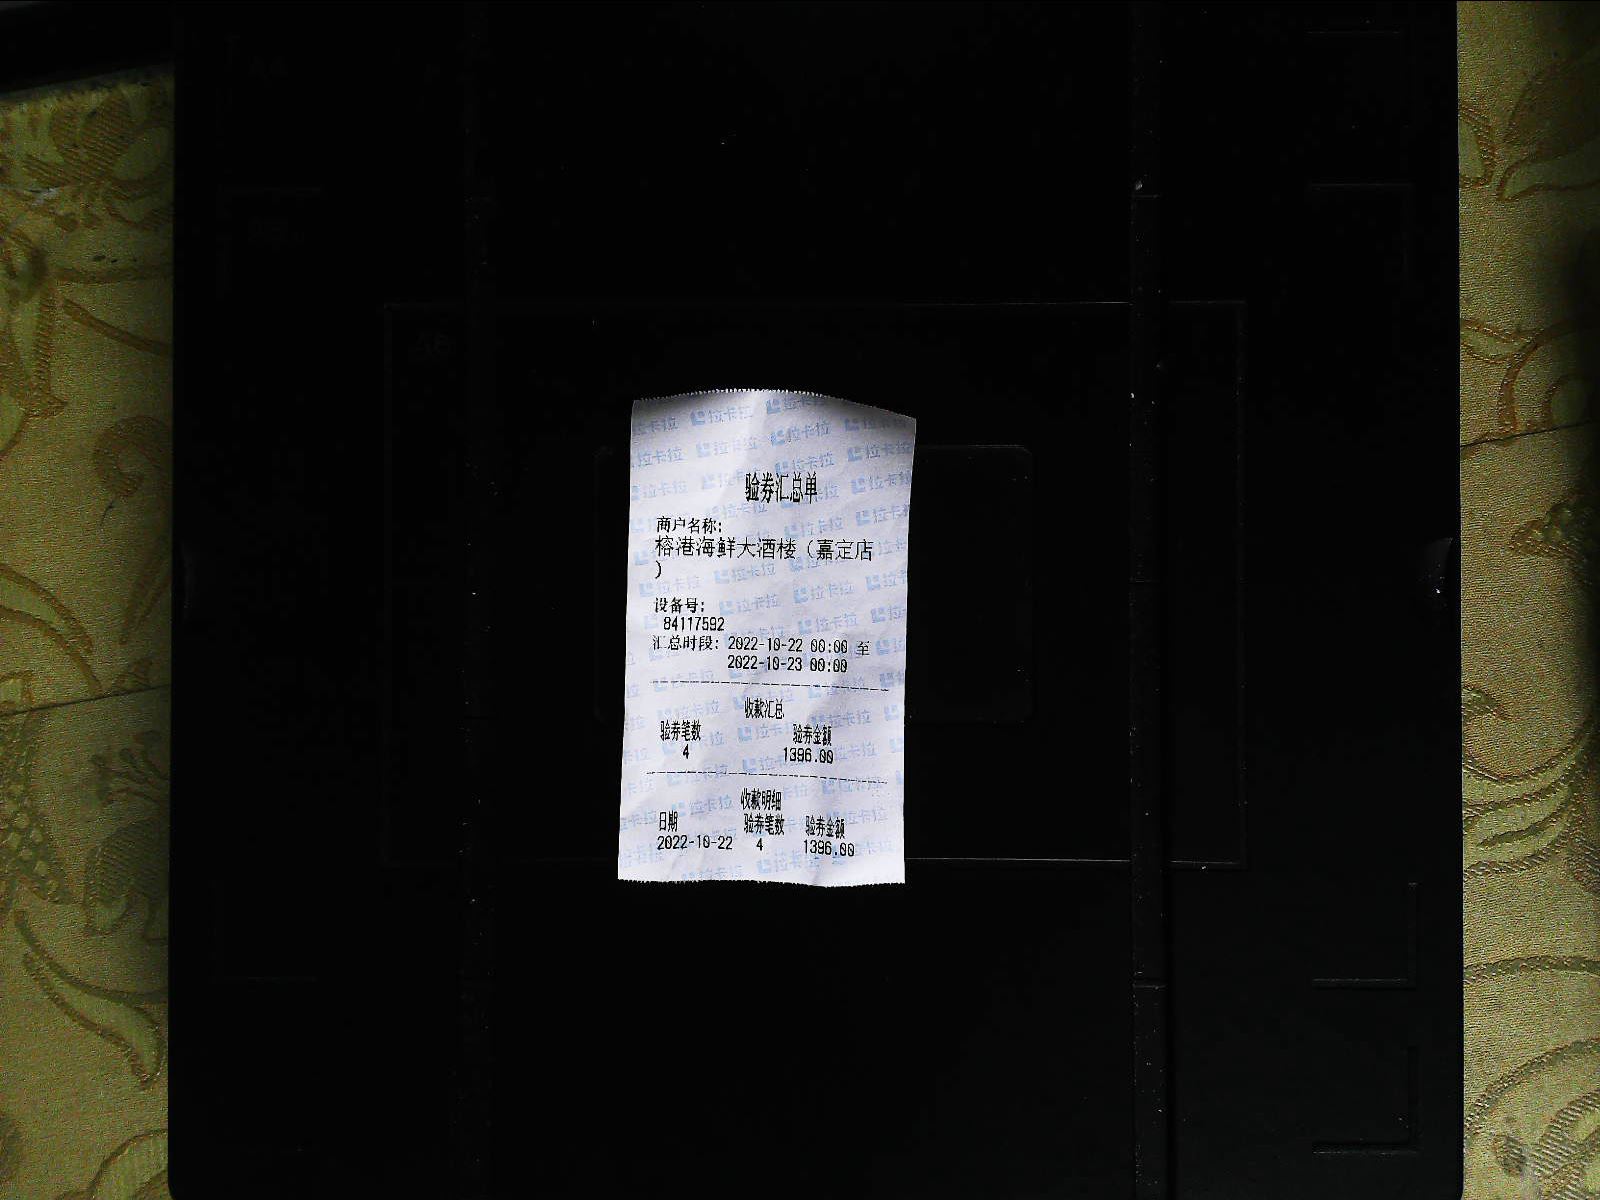 验券汇总单
商户名称:
榕港海鲜大酒楼（嘉定店
）
设备号:
84117592
汇总时段: 2022-10-22 00:00 至
2022-10-23 00:00
收款汇总
验券笔数 验券金额
4 1396.00
收款明细
日期 验券笔数 验券金额
2022-10-22 4 1396.00